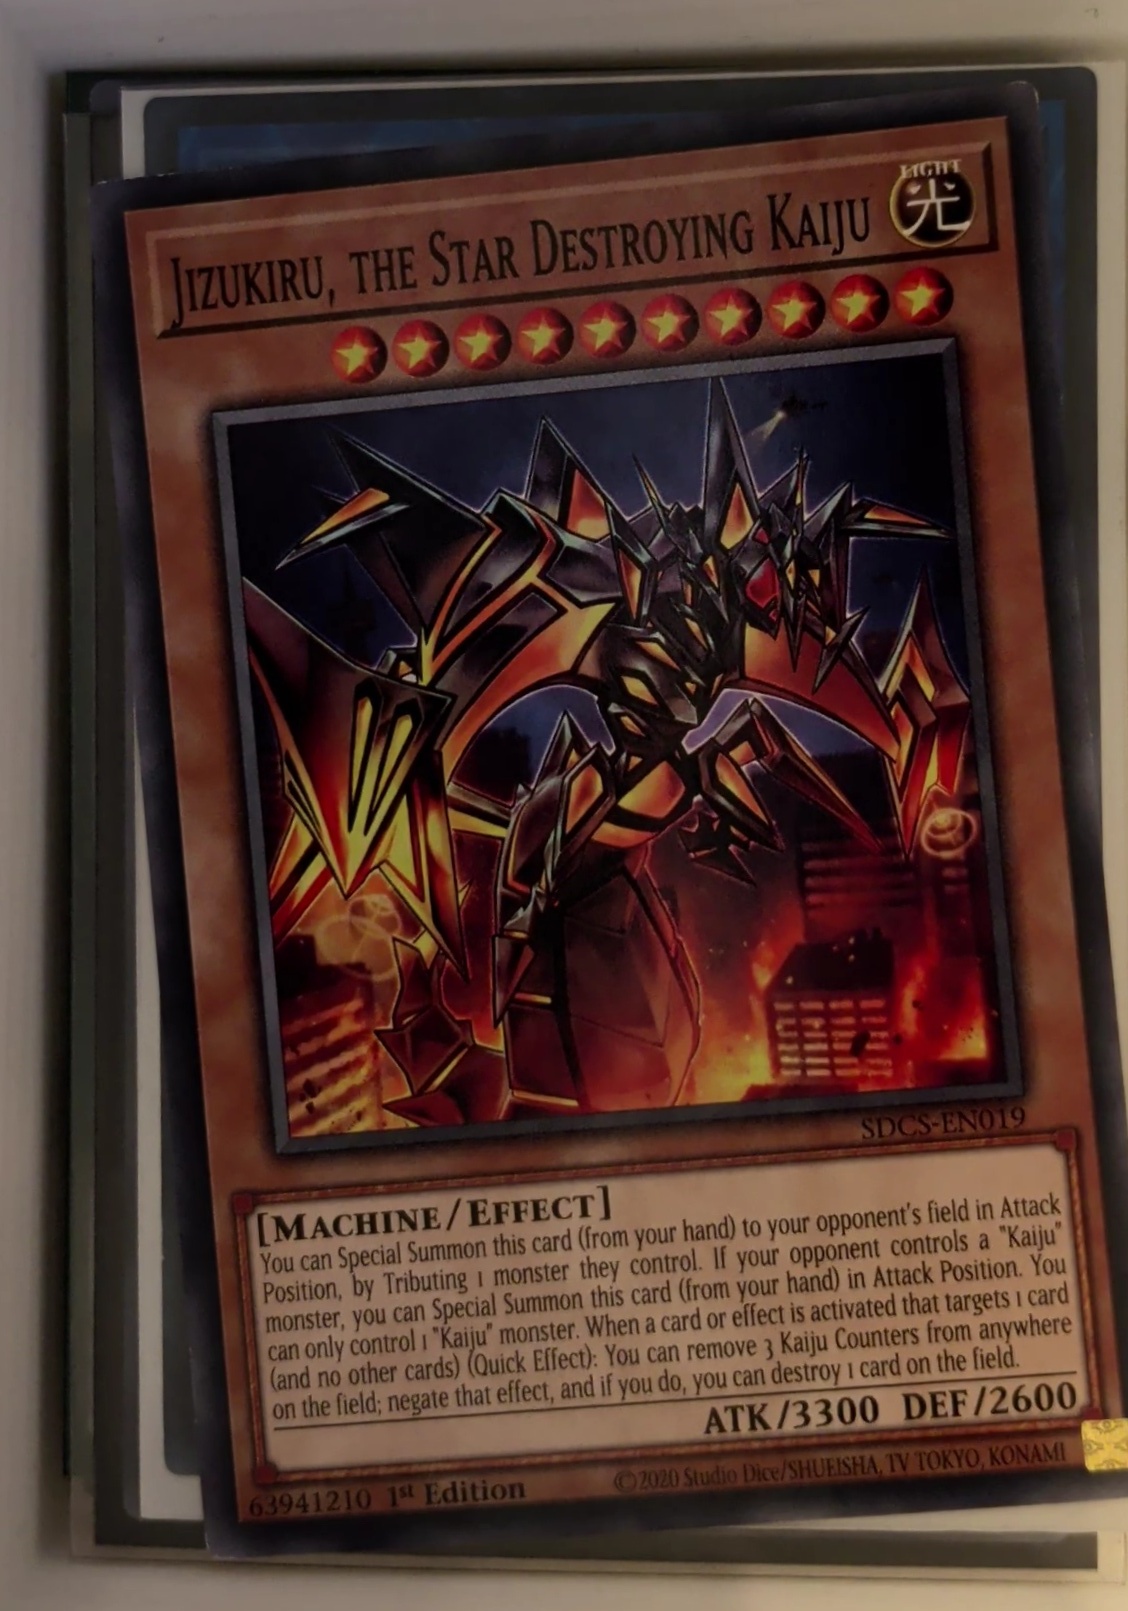 JIZUKIRU, THE STAR DESTROYING KAIJU
LIGHT
光
SDCS-EN019
[MACHINE/EFFECT]
You can Special Summon this card (from your hand) to your opponent's field in Attack
Position, by Tributing 1 monster they control. If your opponent controls a "Kaiju"
monster, you can Special Summon this card (from your hand) in Attack Position. You
can only control 1 "Kaiju" monster. When a card or effect is activated that targets 1 card
(and no other cards) (Quick Effect): You can remove 3 Kaiju Counters from anywhere
on the field; negate that effect, and if you do, you can destroy 1 card on the field.
ATK/3300 DEF/2600
63941210 1st Edition
©2020 Studio Dice/SHUEISHA, TV TOKYO, KONAMI